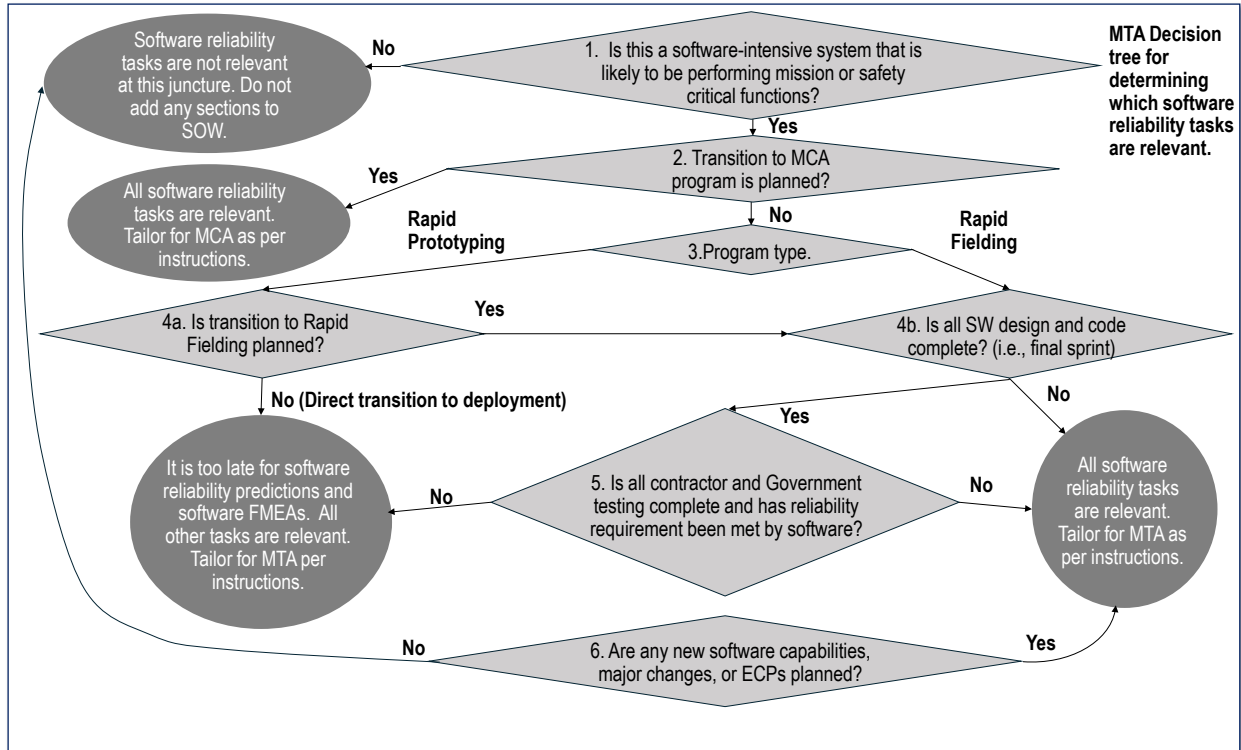 Software reliability
tasks are not relevant
at this juncture. Do not
add any sections to
SOW.
No
1. Is this a software-intensive system that is
likely to be performing mission or safety
critical functions?
MTA Decision
tree for
determining
which software
reliability tasks
are relevant.
Yes
2. Transition to MCA
program is planned?
Yes
All software reliability
tasks are relevant.
Tailor for MCA as per
instructions.
No
Rapid
Prototyping
3.Program type.
Rapid
Fielding
4a. Is transition to Rapid
Fielding planned?
Yes
4b. Is all SW design and code
complete? (i.e., final sprint)
No (Direct transition to deployment)
Yes
No
It is too late for software
reliability predictions and
software FMEAs.  All
other tasks are relevant.
Tailor for MTA per
instructions.
No
5. Is all contractor and Government
testing complete and has reliability
requirement been met by software?
No
All software
reliability tasks
are relevant.
Tailor for MTA as
per instructions.
No
6. Are any new software capabilities,
major changes, or ECPs planned?
Yes